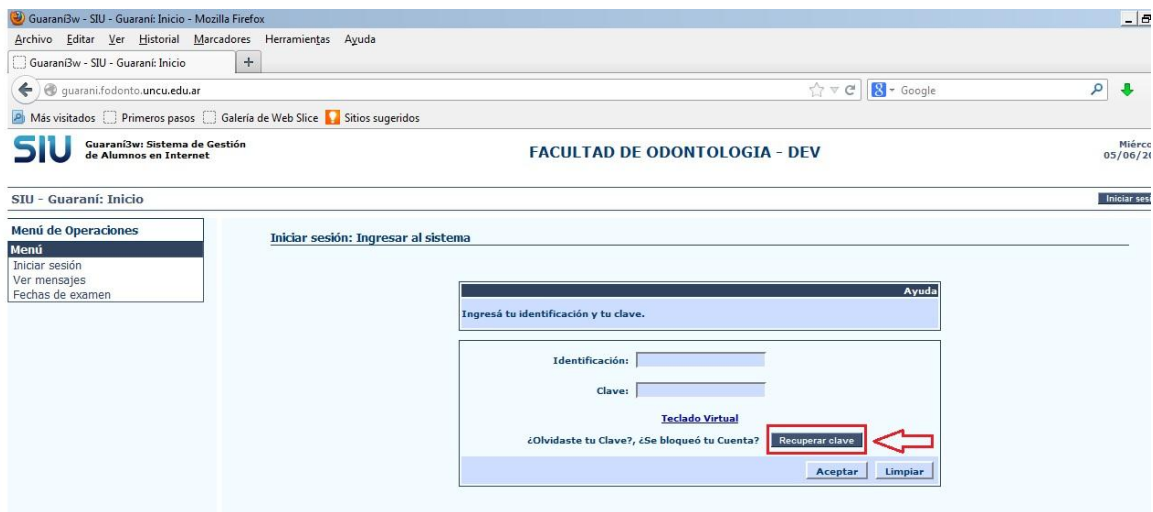 Guaraní3w - SIU - Guaraní: Inicio - Mozilla Firefox
Archivo Editar Ver Historial Marcadores Herramientas Ayuda
Guaraní3w - SIU - Guaraní: Inicio
guarani.fodonto.uncu.edu.ar Google
Más visitados Primeros pasos Galería de Web Slice Sitios sugeridos
SIU
Guaraní3w: Sistema de Gestión
de Alumnos en Internet
FACULTAD DE ODONTOLOGIA - DEV
Miérco
05/06/20
SIU - Guaraní: Inicio
Iniciar sesi
Menú de Operaciones
Menú
Iniciar sesión
Ver mensajes
Fechas de examen
Iniciar sesión: Ingresar al sistema
Ayuda
Ingresá tu identificación y tu clave.
Identificación:
Clave:
Teclado Virtual
¿Olvidaste tu Clave?, ¿Se bloqueó tu Cuenta? Recuperar clave
Aceptar Limpiar